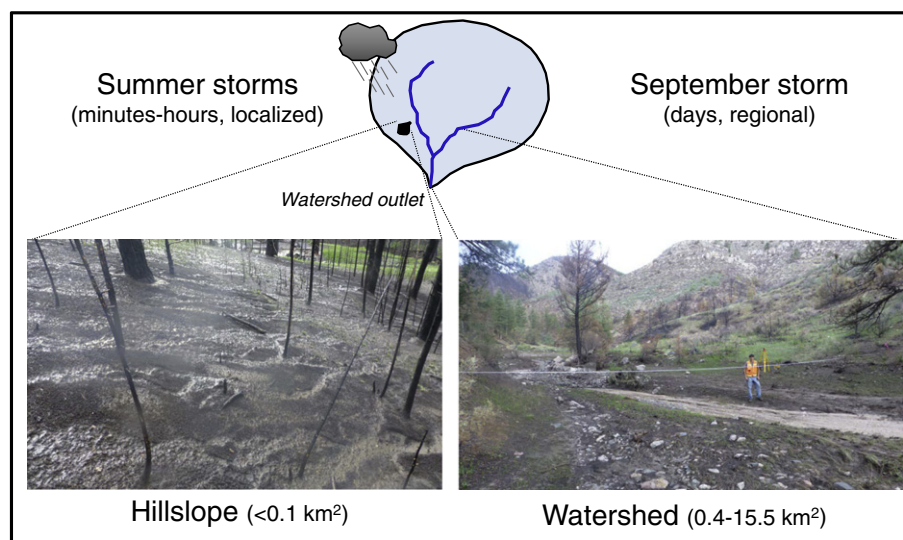 Summer storms
(minutes-hours, localized)
September storm
(days, regional)
Watershed outlet
Hillslope (<0.1 km²)
Watershed (0.4-15.5 km²)